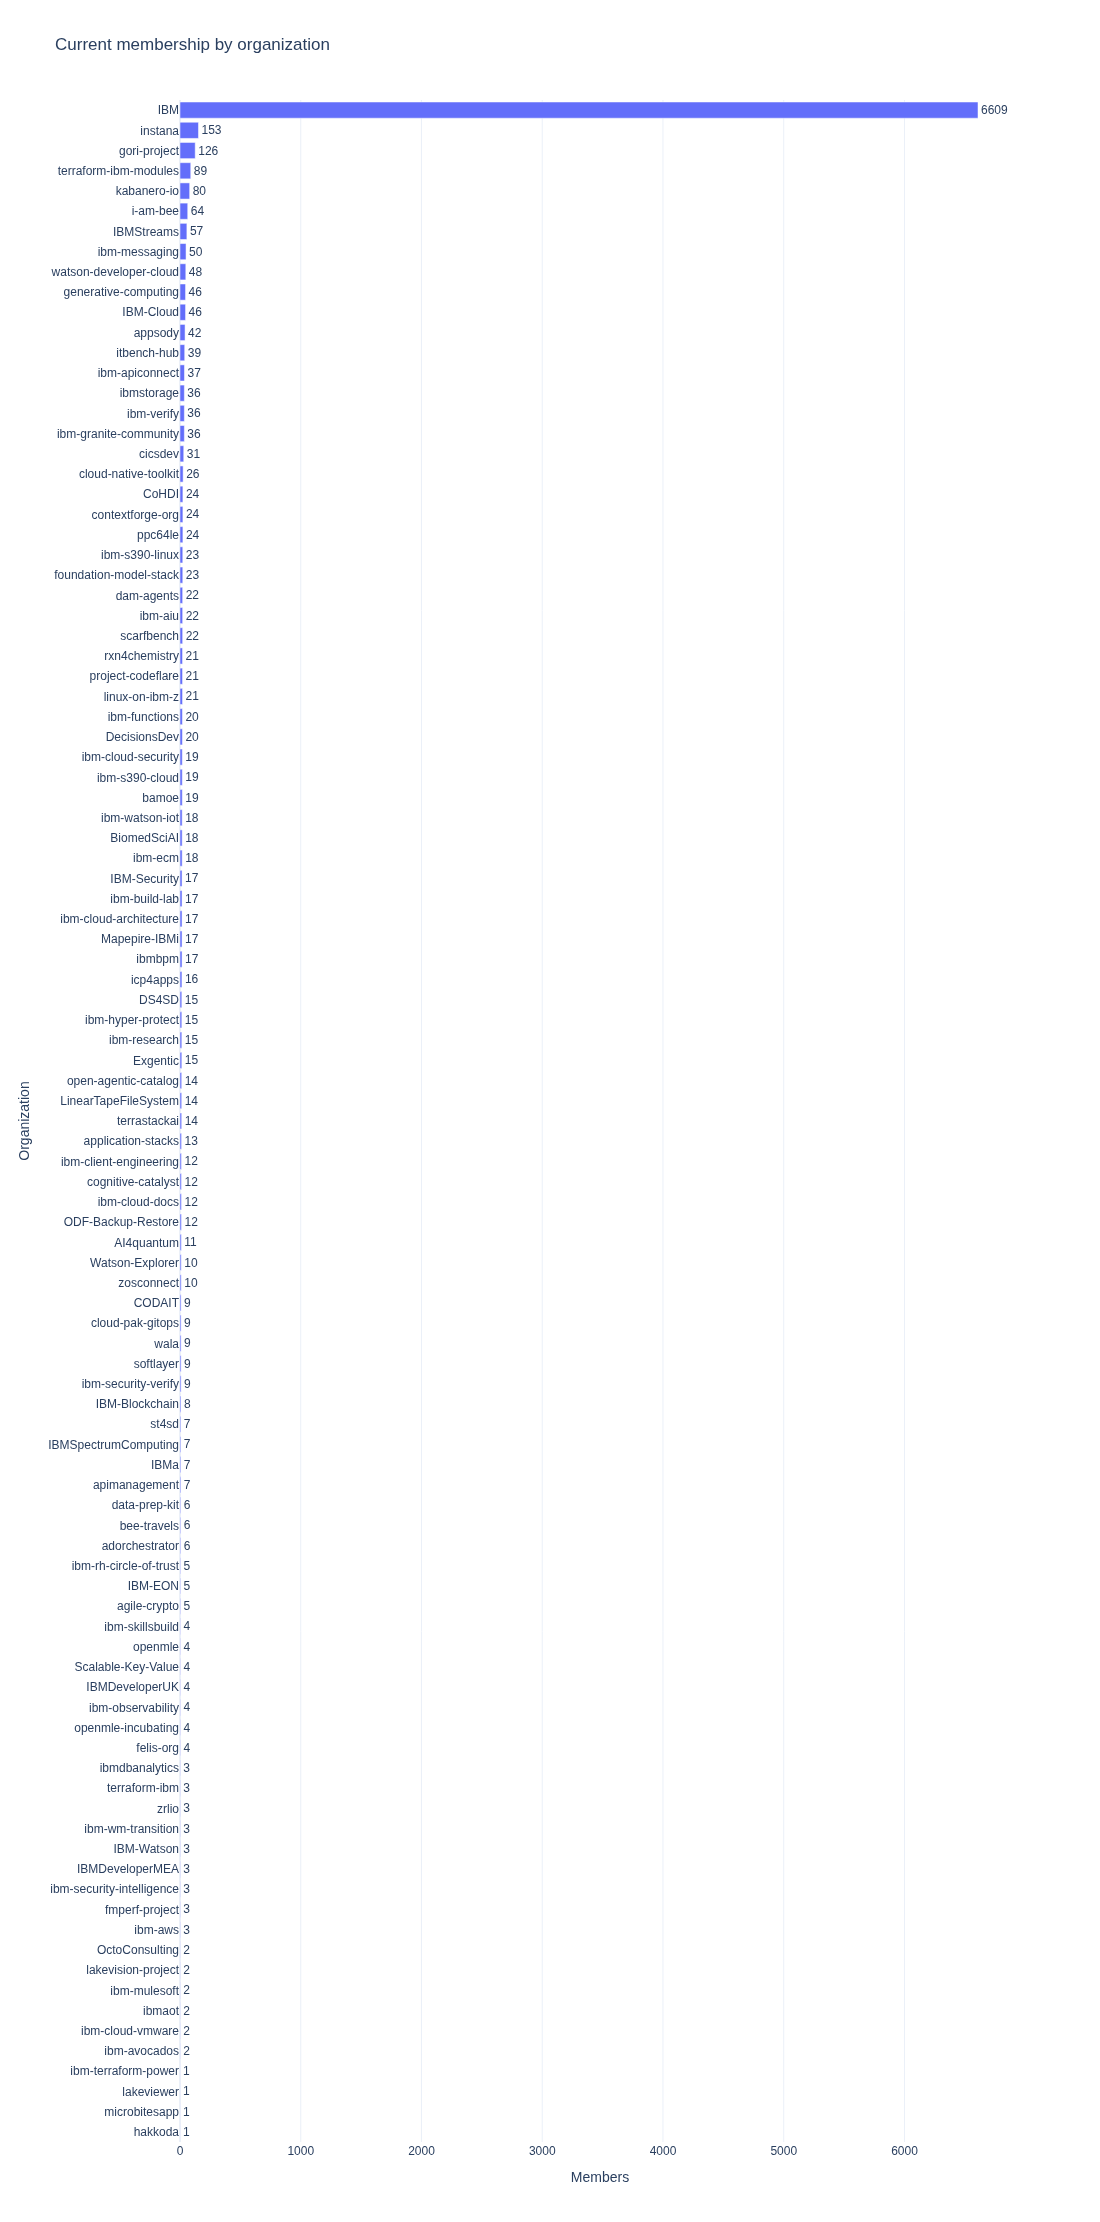 Current membership by organization
IBM 6609
instana 153
gori-project 126
terraform-ibm-modules 89
kabanero-io 80
i-am-bee 64
IBMStreams 57
ibm-messaging 50
watson-developer-cloud 48
generative-computing 46
IBM-Cloud 46
appsody 42
itbench-hub 39
ibm-apiconnect 37
ibmstorage 36
ibm-verify 36
ibm-granite-community 36
cicsdev 31
cloud-native-toolkit 26
CoHDI 24
contextforge-org 24
ppc64le 24
ibm-s390-linux 23
foundation-model-stack 23
dam-agents 22
ibm-aiu 22
scarfbench 22
rxn4chemistry 21
project-codeflare 21
linux-on-ibm-z 21
ibm-functions 20
DecisionsDev 20
ibm-cloud-security 19
ibm-s390-cloud 19
bamoe 19
ibm-watson-iot 18
BiomedSciAI 18
ibm-ecm 18
IBM-Security 17
ibm-build-lab 17
ibm-cloud-architecture 17
Mapepire-IBMi 17
ibmbpm 17
icp4apps 16
DS4SD 15
ibm-hyper-protect 15
ibm-research 15
Exgentic 15
open-agentic-catalog 14
LinearTapeFileSystem 14
terrastackai 14
application-stacks 13
ibm-client-engineering 12
cognitive-catalyst 12
ibm-cloud-docs 12
ODF-Backup-Restore 12
AI4quantum 11
Watson-Explorer 10
zosconnect 10
CODAIT 9
cloud-pak-gitops 9
wala 9
softlayer 9
ibm-security-verify 9
IBM-Blockchain 8
st4sd 7
IBMSpectrumComputing 7
IBMa 7
apimanagement 7
data-prep-kit 6
bee-travels 6
adorchestrator 6
ibm-rh-circle-of-trust 5
IBM-EON 5
agile-crypto 5
ibm-skillsbuild 4
openmle 4
Scalable-Key-Value 4
IBMDeveloperUK 4
ibm-observability 4
openmle-incubating 4
felis-org 4
ibmdbanalytics 3
terraform-ibm 3
zrlio 3
ibm-wm-transition 3
IBM-Watson 3
IBMDeveloperMEA 3
ibm-security-intelligence 3
fmperf-project 3
ibm-aws 3
OctoConsulting 2
lakevision-project 2
ibm-mulesoft 2
ibmaot 2
ibm-cloud-vmware 2
ibm-avocados 2
ibm-terraform-power 1
lakeviewer 1
microbitesapp 1
hakkoda 1
0 1000 2000 3000 4000 5000 6000
Members
Organization